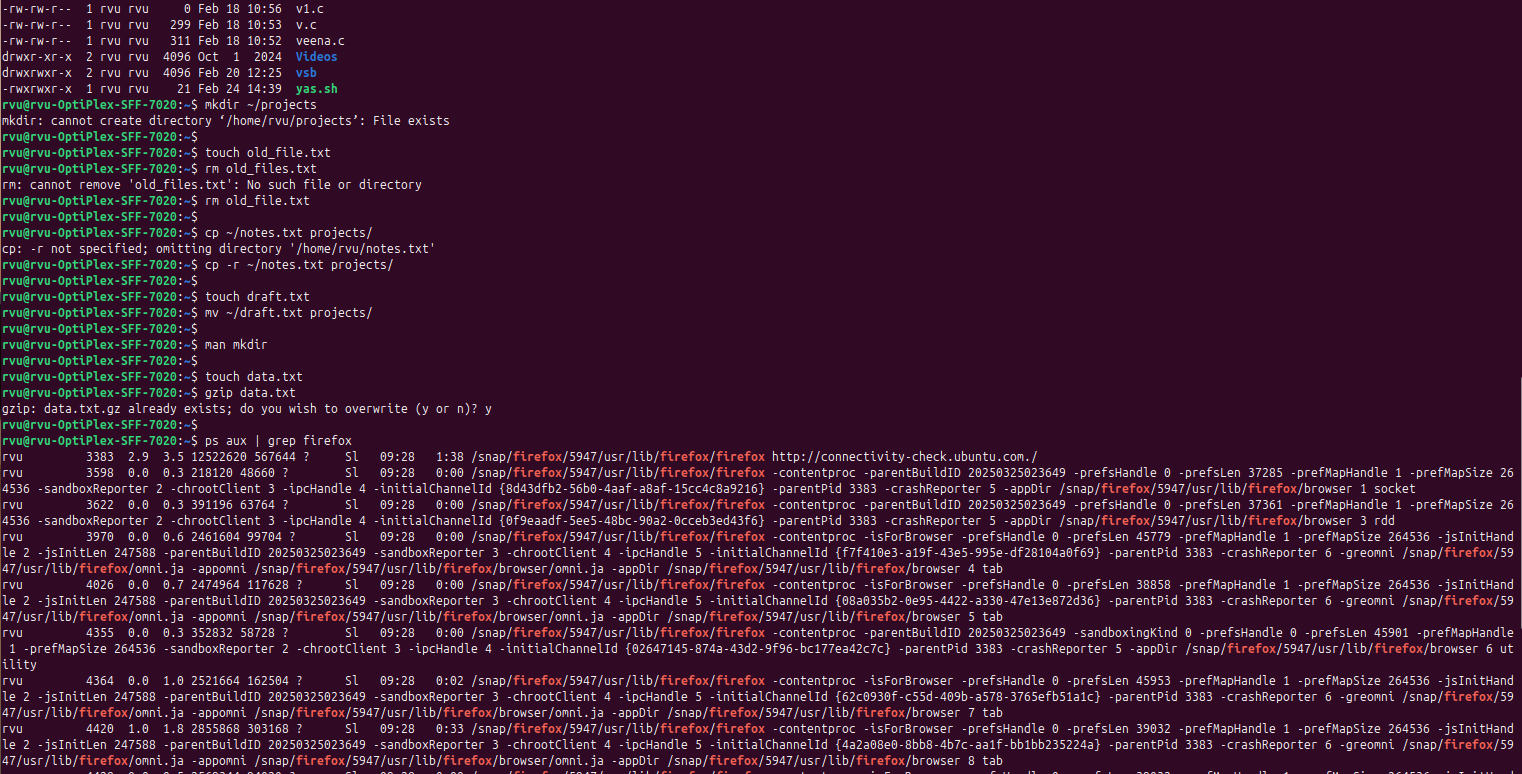 -rw-rw-r--  1 rvu rvu     0 Feb 18 10:56  v1.c
-rw-rw-r--  1 rvu rvu   299 Feb 18 10:53  v.c
-rw-rw-r--  1 rvu rvu   311 Feb 18 10:52  veena.c
drwxr-xr-x  2 rvu rvu  4096 Oct  1  2024  Videos
drwxrwxr-x  2 rvu rvu  4096 Feb 20 12:25  vsb
-rwxrwxr-x  1 rvu rvu    21 Feb 24 14:39  yas.sh
rvu@rvu-OptiPlex-SFF-7020:~$ mkdir ~/projects
mkdir: cannot create directory ‘/home/rvu/projects’: File exists
rvu@rvu-OptiPlex-SFF-7020:~$
rvu@rvu-OptiPlex-SFF-7020:~$ touch old_file.txt
rvu@rvu-OptiPlex-SFF-7020:~$ rm old_files.txt
rm: cannot remove 'old_files.txt': No such file or directory
rvu@rvu-OptiPlex-SFF-7020:~$ rm old_file.txt
rvu@rvu-OptiPlex-SFF-7020:~$
rvu@rvu-OptiPlex-SFF-7020:~$ cp ~/notes.txt projects/
cp: -r not specified; omitting directory '/home/rvu/notes.txt'
rvu@rvu-OptiPlex-SFF-7020:~$ cp -r ~/notes.txt projects/
rvu@rvu-OptiPlex-SFF-7020:~$
rvu@rvu-OptiPlex-SFF-7020:~$ touch draft.txt
rvu@rvu-OptiPlex-SFF-7020:~$ mv ~/draft.txt projects/
rvu@rvu-OptiPlex-SFF-7020:~$
rvu@rvu-OptiPlex-SFF-7020:~$ man mkdir
rvu@rvu-OptiPlex-SFF-7020:~$
rvu@rvu-OptiPlex-SFF-7020:~$ touch data.txt
rvu@rvu-OptiPlex-SFF-7020:~$ gzip data.txt
gzip: data.txt.gz already exists; do you wish to overwrite (y or n)? y
rvu@rvu-OptiPlex-SFF-7020:~$
rvu@rvu-OptiPlex-SFF-7020:~$ ps aux | grep firefox
rvu         3383  2.9  3.5 12522620 567644 ?     Sl   09:28   1:38 /snap/firefox/5947/usr/lib/firefox/firefox http://connectivity-check.ubuntu.com./
rvu         3598  0.0  0.3 218120 48660 ?        Sl   09:28   0:00 /snap/firefox/5947/usr/lib/firefox/firefox -contentproc -parentBuildID 20250325023649 -prefsHandle 0 -prefsLen 37285 -prefMapHandle 1 -prefMapSize 26
4536 -sandboxReporter 2 -chrootClient 3 -ipcHandle 4 -initialChannelId {8d43dfb2-56b0-4aaf-a8af-15cc4c8a9216} -parentPid 3383 -crashReporter 5 -appDir /snap/firefox/5947/usr/lib/firefox/browser 1 socket
rvu         3622  0.0  0.3 391196 63764 ?        Sl   09:28   0:00 /snap/firefox/5947/usr/lib/firefox/firefox -contentproc -parentBuildID 20250325023649 -prefsHandle 0 -prefsLen 37361 -prefMapHandle 1 -prefMapSize 26
4536 -sandboxReporter 2 -chrootClient 3 -ipcHandle 4 -initialChannelId {0f9eaadf-5ee5-48bc-90a2-0cceb3ed43f6} -parentPid 3383 -crashReporter 5 -appDir /snap/firefox/5947/usr/lib/firefox/browser 3 rdd
rvu         3970  0.0  0.6 2461604 99704 ?       Sl   09:28   0:00 /snap/firefox/5947/usr/lib/firefox/firefox -contentproc -isForBrowser -prefsHandle 0 -prefsLen 45779 -prefMapHandle 1 -prefMapSize 264536 -jsInitHand
le 2 -jsInitLen 247588 -parentBuildID 20250325023649 -sandboxReporter 3 -chrootClient 4 -ipcHandle 5 -initialChannelId {f7f410e3-a19f-43e5-995e-df28104a0f69} -parentPid 3383 -crashReporter 6 -greomni /snap/firefox/59
47/usr/lib/firefox/omni.ja -appomni /snap/firefox/5947/usr/lib/firefox/browser/omni.ja -appDir /snap/firefox/5947/usr/lib/firefox/browser 4 tab
rvu         4026  0.0  0.7 2474964 117628 ?      Sl   09:28   0:00 /snap/firefox/5947/usr/lib/firefox/firefox -contentproc -isForBrowser -prefsHandle 0 -prefsLen 38858 -prefMapHandle 1 -prefMapSize 264536 -jsInitHand
le 2 -jsInitLen 247588 -parentBuildID 20250325023649 -sandboxReporter 3 -chrootClient 4 -ipcHandle 5 -initialChannelId {08a035b2-0e95-4422-a330-47e13e872d36} -parentPid 3383 -crashReporter 6 -greomni /snap/firefox/59
47/usr/lib/firefox/omni.ja -appomni /snap/firefox/5947/usr/lib/firefox/browser/omni.ja -appDir /snap/firefox/5947/usr/lib/firefox/browser 5 tab
rvu         4355  0.0  0.3 352832 58728 ?        Sl   09:28   0:00 /snap/firefox/5947/usr/lib/firefox/firefox -contentproc -parentBuildID 20250325023649 -sandboxingKind 0 -prefsHandle 0 -prefsLen 45901 -prefMapHandle
 1 -prefMapSize 264536 -sandboxReporter 2 -chrootClient 3 -ipcHandle 4 -initialChannelId {02647145-874a-43d2-9f96-bc177ea42c7c} -parentPid 3383 -crashReporter 5 -appDir /snap/firefox/5947/usr/lib/firefox/browser 6 ut
ility
rvu         4364  0.0  1.0 2521664 162504 ?      Sl   09:28   0:02 /snap/firefox/5947/usr/lib/firefox/firefox -contentproc -isForBrowser -prefsHandle 0 -prefsLen 45953 -prefMapHandle 1 -prefMapSize 264536 -jsInitHand
le 2 -jsInitLen 247588 -parentBuildID 20250325023649 -sandboxReporter 3 -chrootClient 4 -ipcHandle 5 -initialChannelId {62c0930f-c55d-409b-a578-3765efb51a1c} -parentPid 3383 -crashReporter 6 -greomni /snap/firefox/59
47/usr/lib/firefox/omni.ja -appomni /snap/firefox/5947/usr/lib/firefox/browser/omni.ja -appDir /snap/firefox/5947/usr/lib/firefox/browser 7 tab
rvu         4420  1.0  1.8 2855868 303168 ?      Sl   09:28   0:33 /snap/firefox/5947/usr/lib/firefox/firefox -contentproc -isForBrowser -prefsHandle 0 -prefsLen 39032 -prefMapHandle 1 -prefMapSize 264536 -jsInitHand
le 2 -jsInitLen 247588 -parentBuildID 20250325023649 -sandboxReporter 3 -chrootClient 4 -ipcHandle 5 -initialChannelId {4a2a08e0-8bb8-4b7c-aa1f-bb1bb235224a} -parentPid 3383 -crashReporter 6 -greomni /snap/firefox/59
47/usr/lib/firefox/omni.ja -appomni /snap/firefox/5947/usr/lib/firefox/browser/omni.ja -appDir /snap/firefox/5947/usr/lib/firefox/browser 8 tab